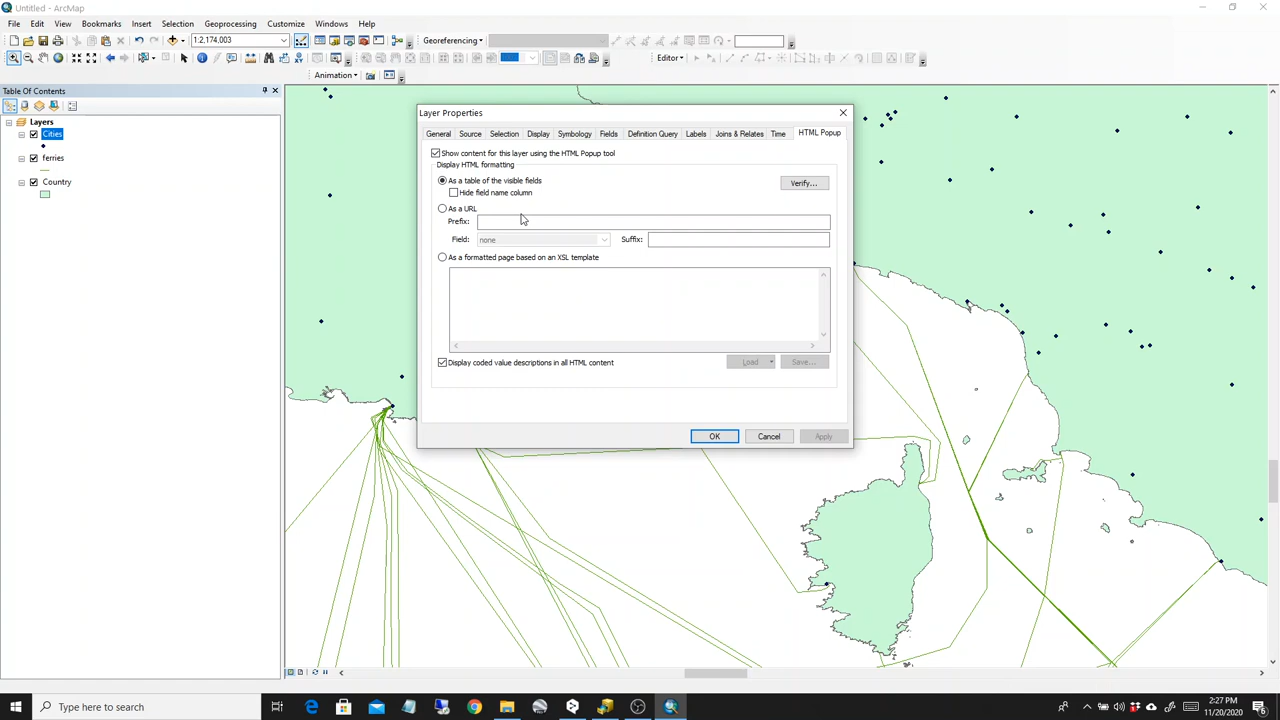 Untitled - ArcMap
File Edit View Bookmarks Insert Selection Geoprocessing Customize Windows Help
1:2,174,003
Georeferencing
Editor
Animation
Table Of Contents
Layers
Cities
ferries
Country
Layer Properties
General Source Selection Display Symbology Fields Definition Query Labels Joins & Relates Time HTML Popup
Show content for this layer using the HTML Popup tool
Display HTML formatting
As a table of the visible fields
Verify...
Hide field name column
As a URL
Prefix:
Field: none Suffix:
As a formatted page based on an XSL template
Display coded value descriptions in all HTML content
Load Save...
OK Cancel Apply
Type here to search
2:27 PM
11/20/2020